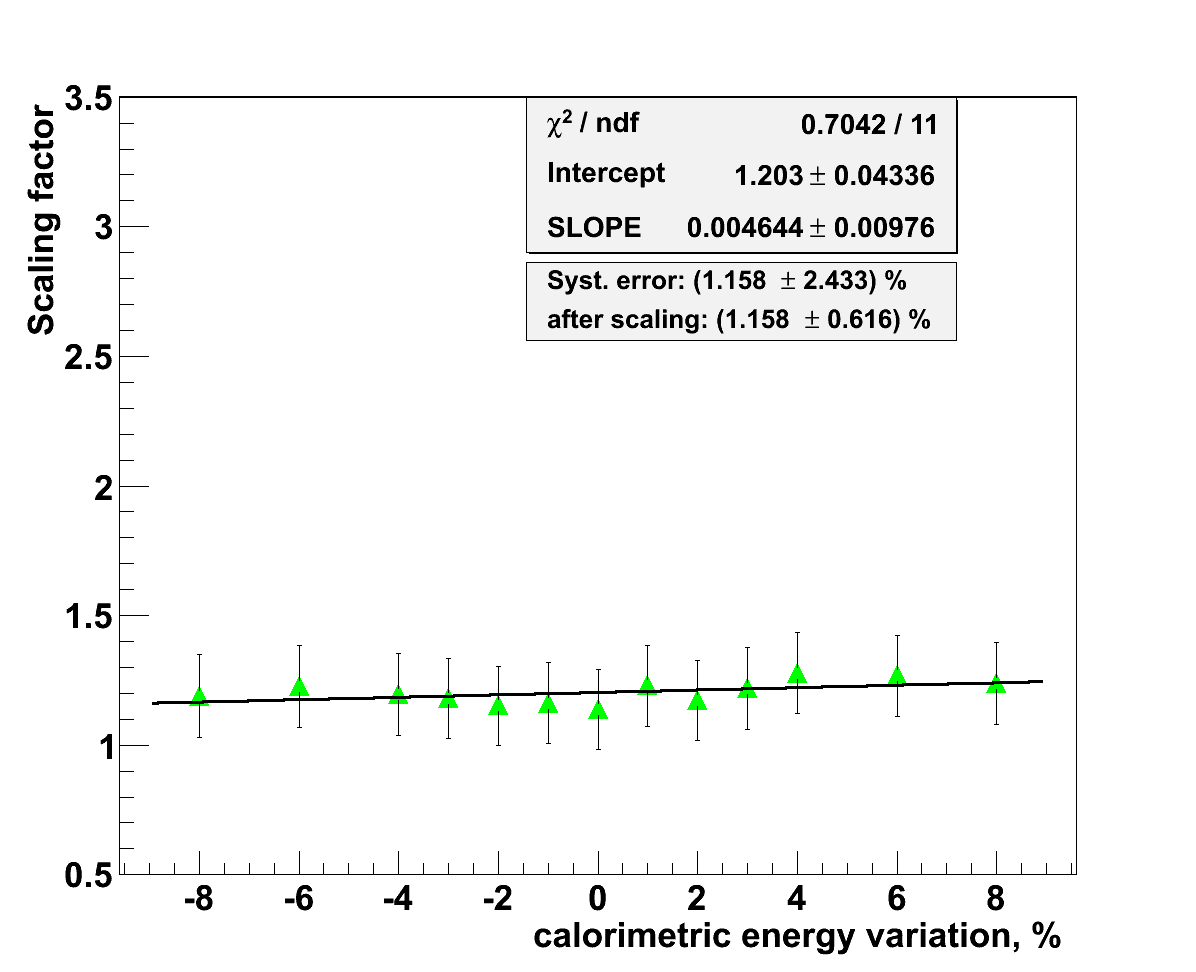 3.5
3
2.5
2
1.5
1
0.5
Scaling factor
χ² / ndf 0.7042 / 11
Intercept 1.203 ± 0.04336
SLOPE 0.004644 ± 0.00976
Syst. error: (1.158 ± 2.433) %
after scaling: (1.158 ± 0.616) %
-8 -6 -4 -2 0 2 4 6 8
calorimetric energy variation, %